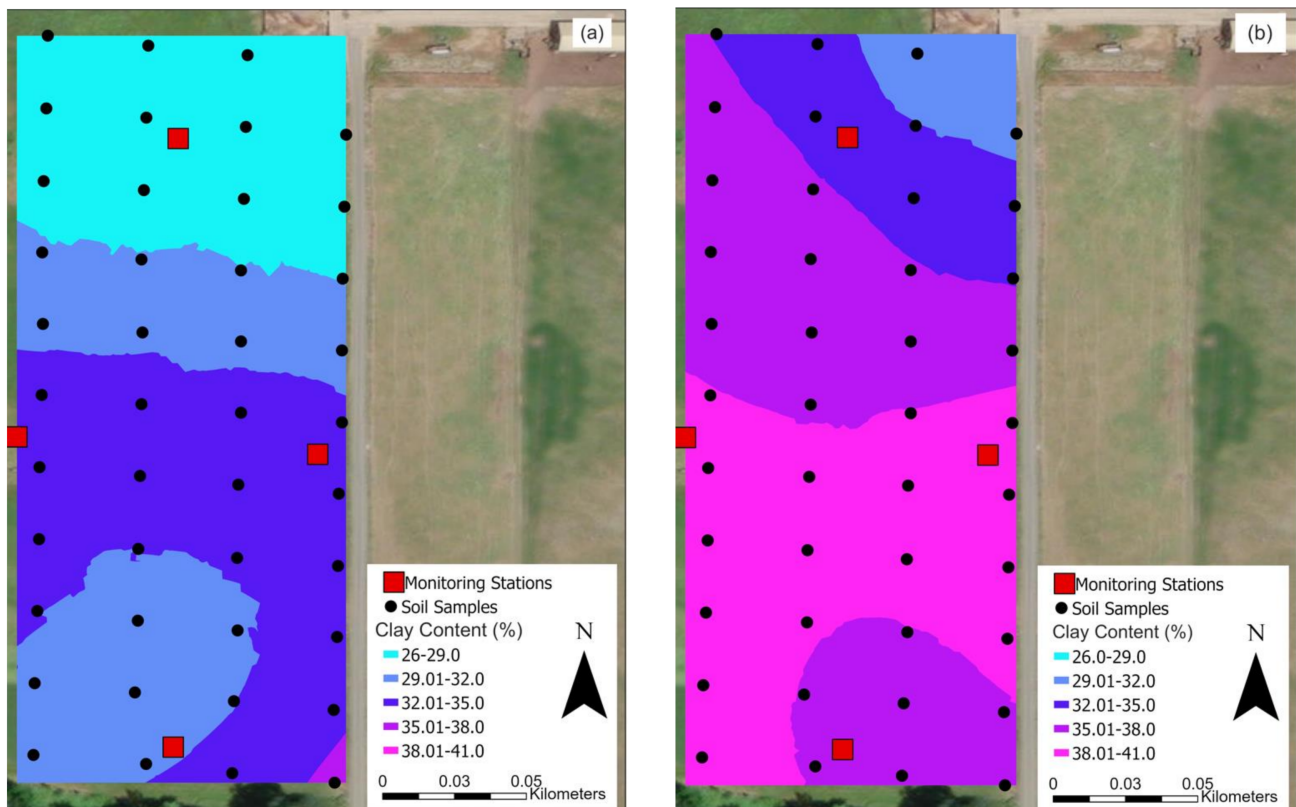 (a)
Monitoring Stations
Soil Samples
Clay Content (%)
26-29.0
29.01-32.0
32.01-35.0
35.01-38.0
38.01-41.0
N
0 0.03 0.05
Kilometers
(b)
Monitoring Stations
Soil Samples
Clay Content (%)
26.0-29.0
29.01-32.0
32.01-35.0
35.01-38.0
38.01-41.0
N
0 0.03 0.05
Kilometers